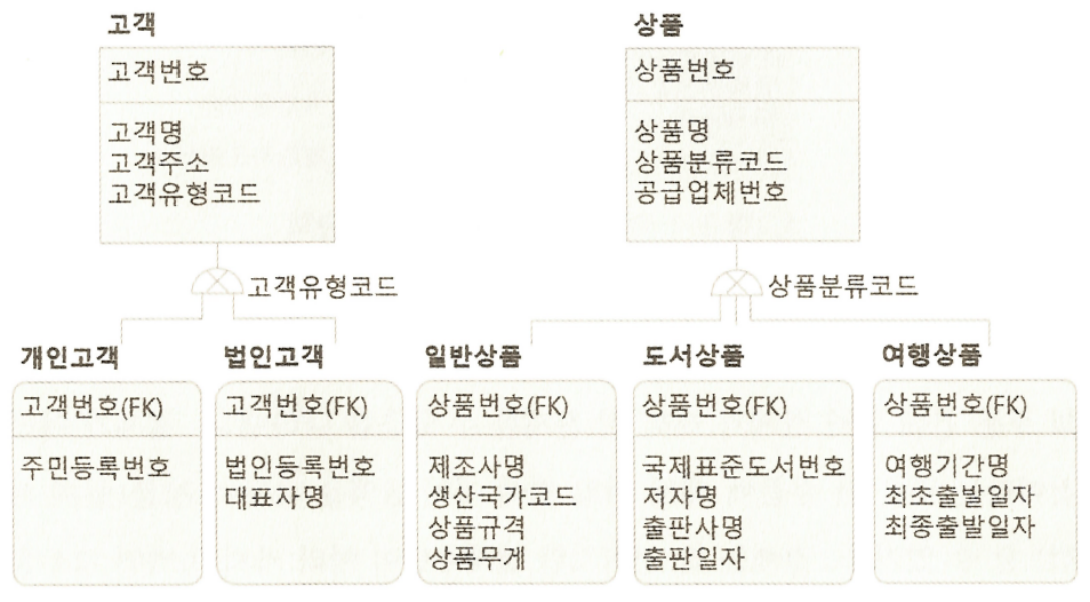 고객
고객번호
고객명
고객주소
고객유형코드
고객유형코드
개인고객
고객번호(FK)
주민등록번호
법인고객
고객번호(FK)
법인등록번호
대표자명
상품
상품번호
상품명
상품분류코드
공급업체번호
상품분류코드
일반상품
상품번호(FK)
제조사명
생산국가코드
상품규격
상품무게
도서상품
상품번호(FK)
국제표준도서번호
저자명
출판사명
출판일자
여행상품
상품번호(FK)
여행기간명
최초출발일자
최종출발일자